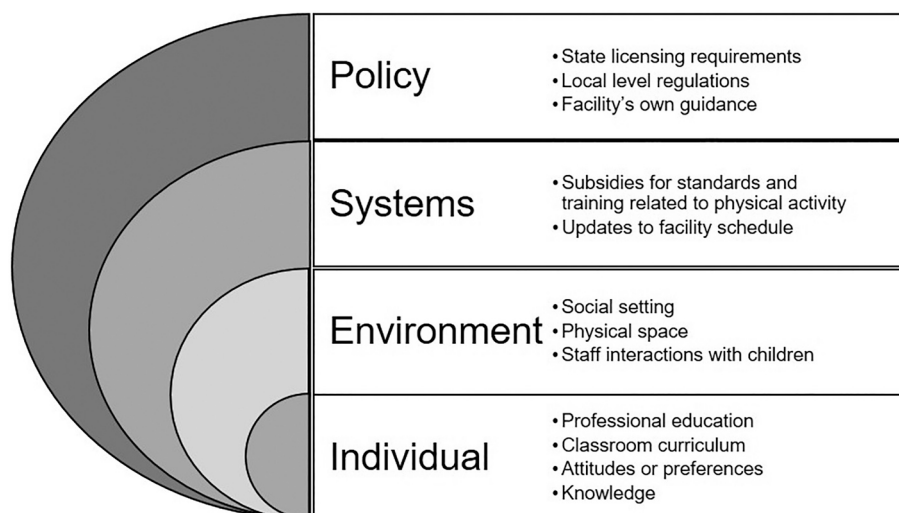 Policy
• State licensing requirements
• Local level regulations
• Facility's own guidance
Systems
• Subsidies for standards and
training related to physical activity
• Updates to facility schedule
Environment
• Social setting
• Physical space
• Staff interactions with children
Individual
• Professional education
• Classroom curriculum
• Attitudes or preferences
• Knowledge